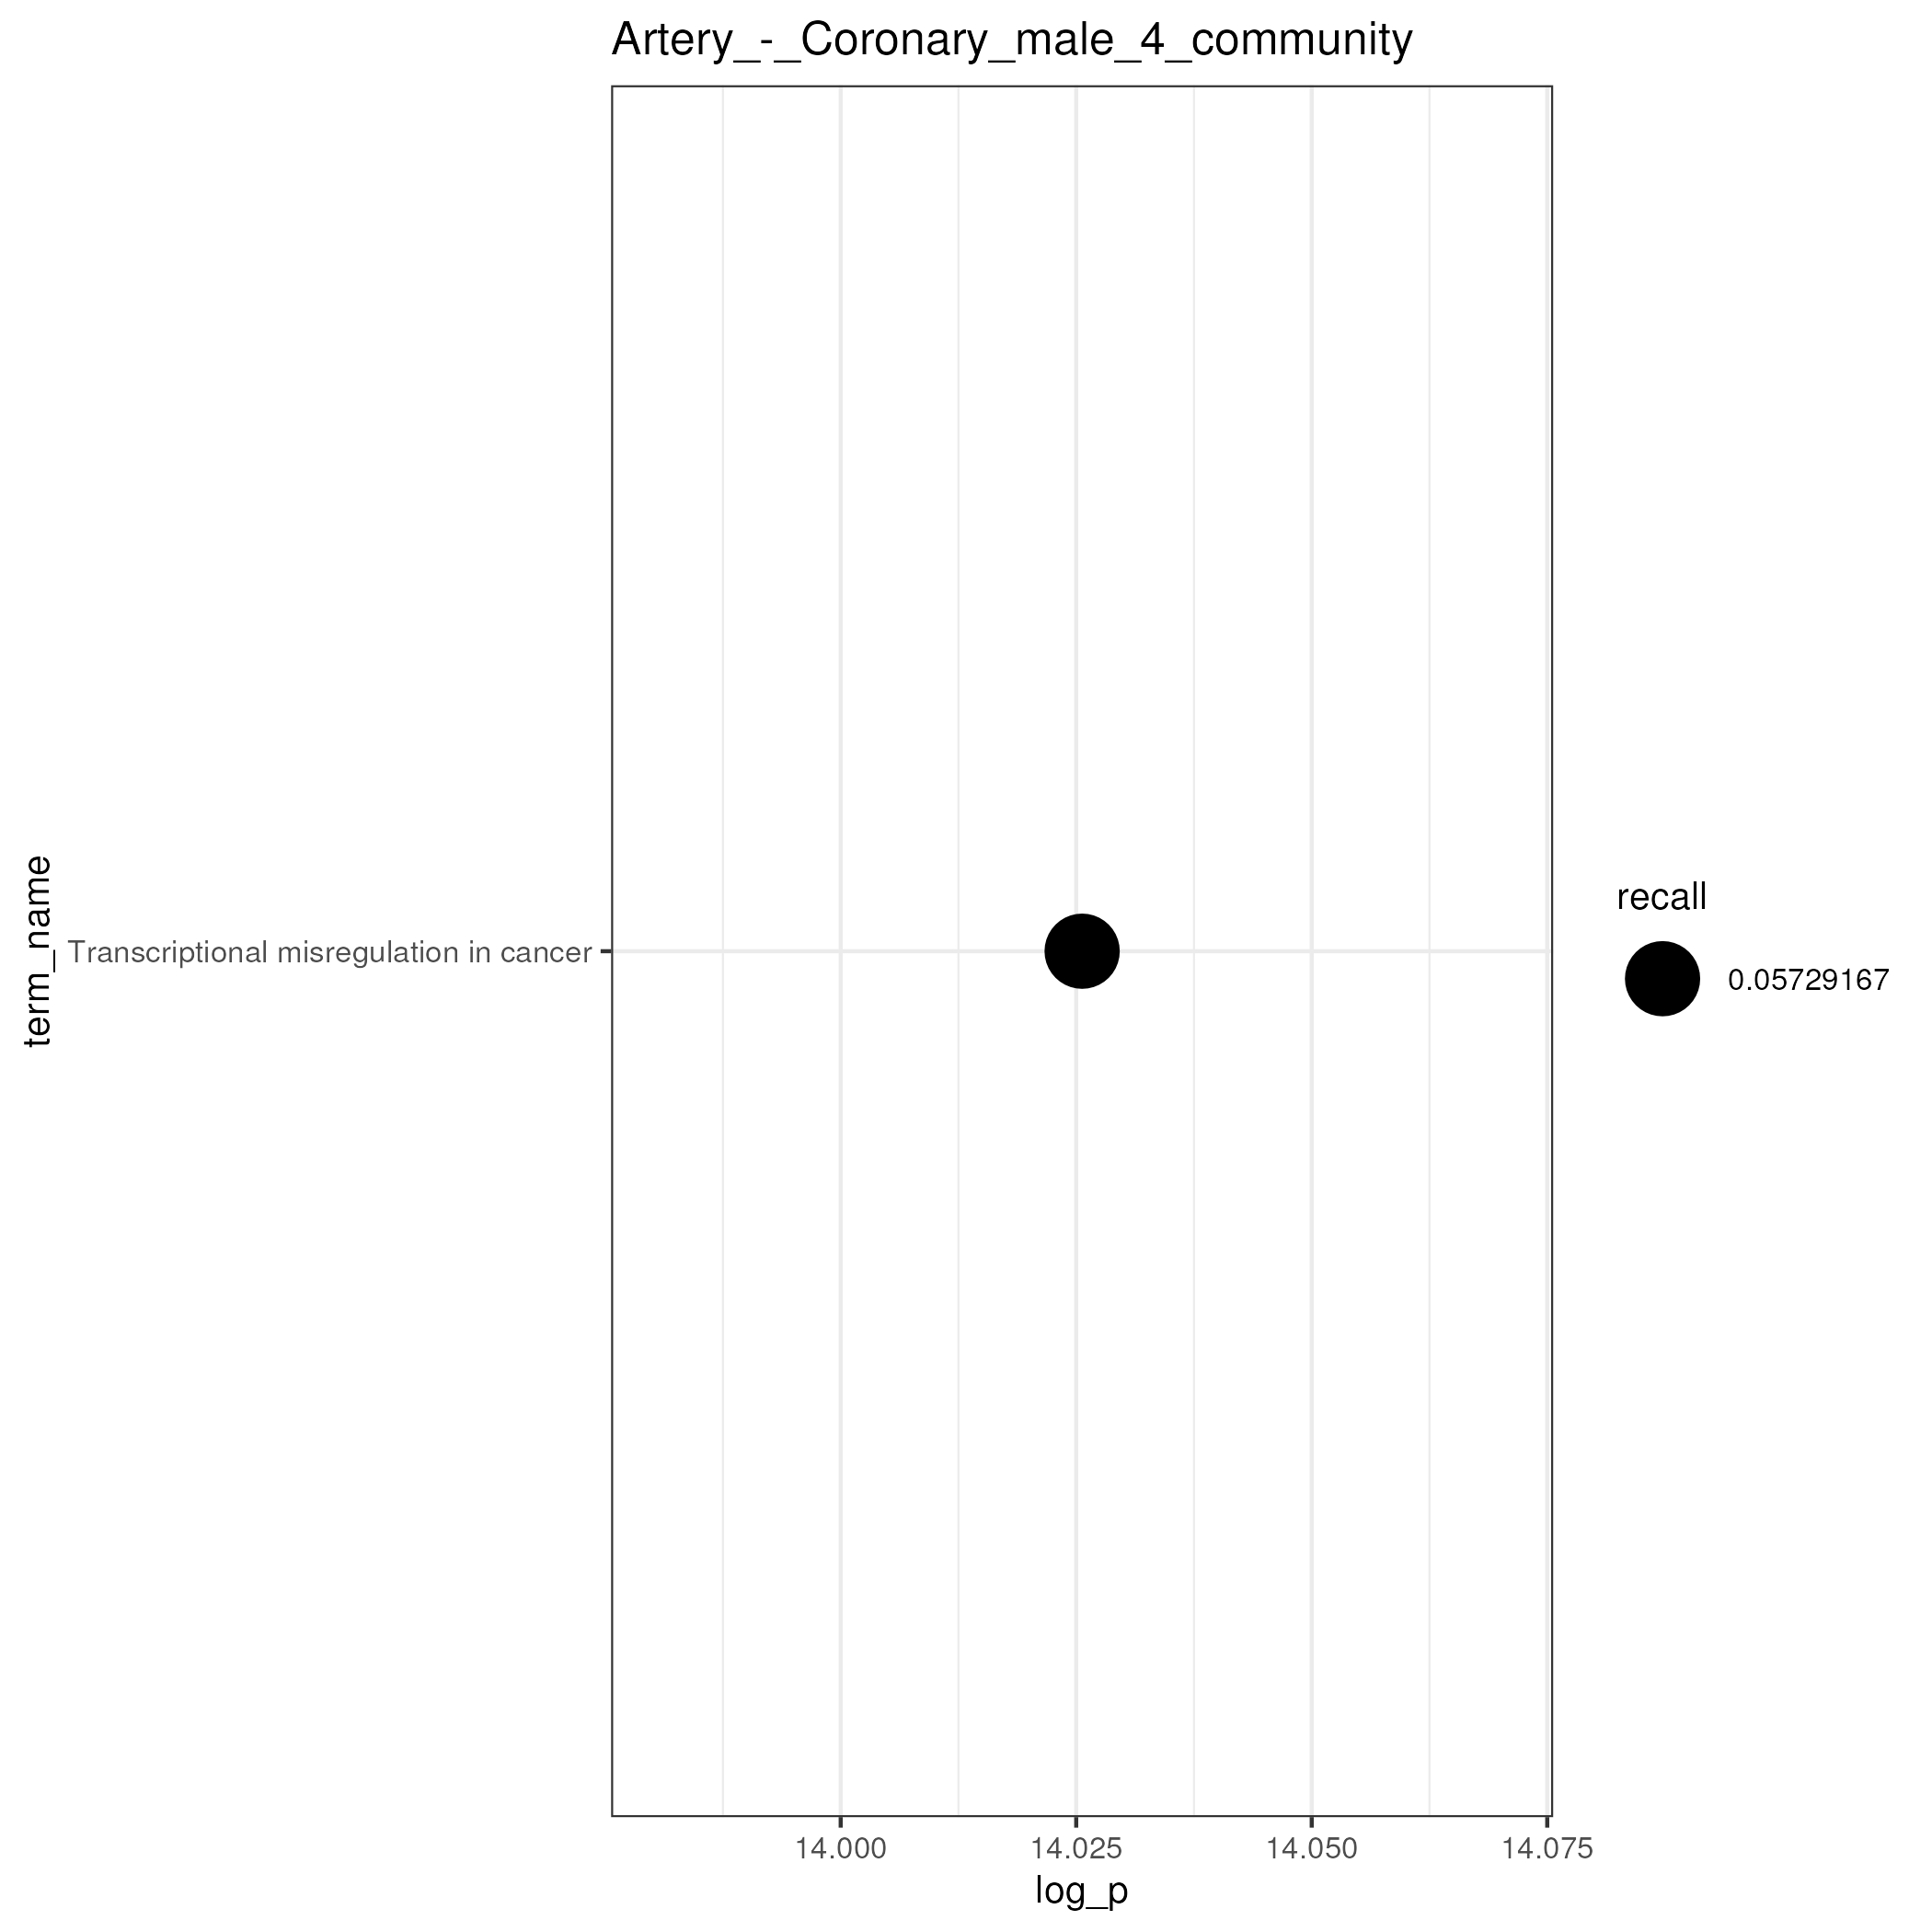 Artery_-_Coronary_male_4_community
term_name
Transcriptional misregulation in cancer
recall
0.05729167
14.000 14.025 14.050 14.075
log_p